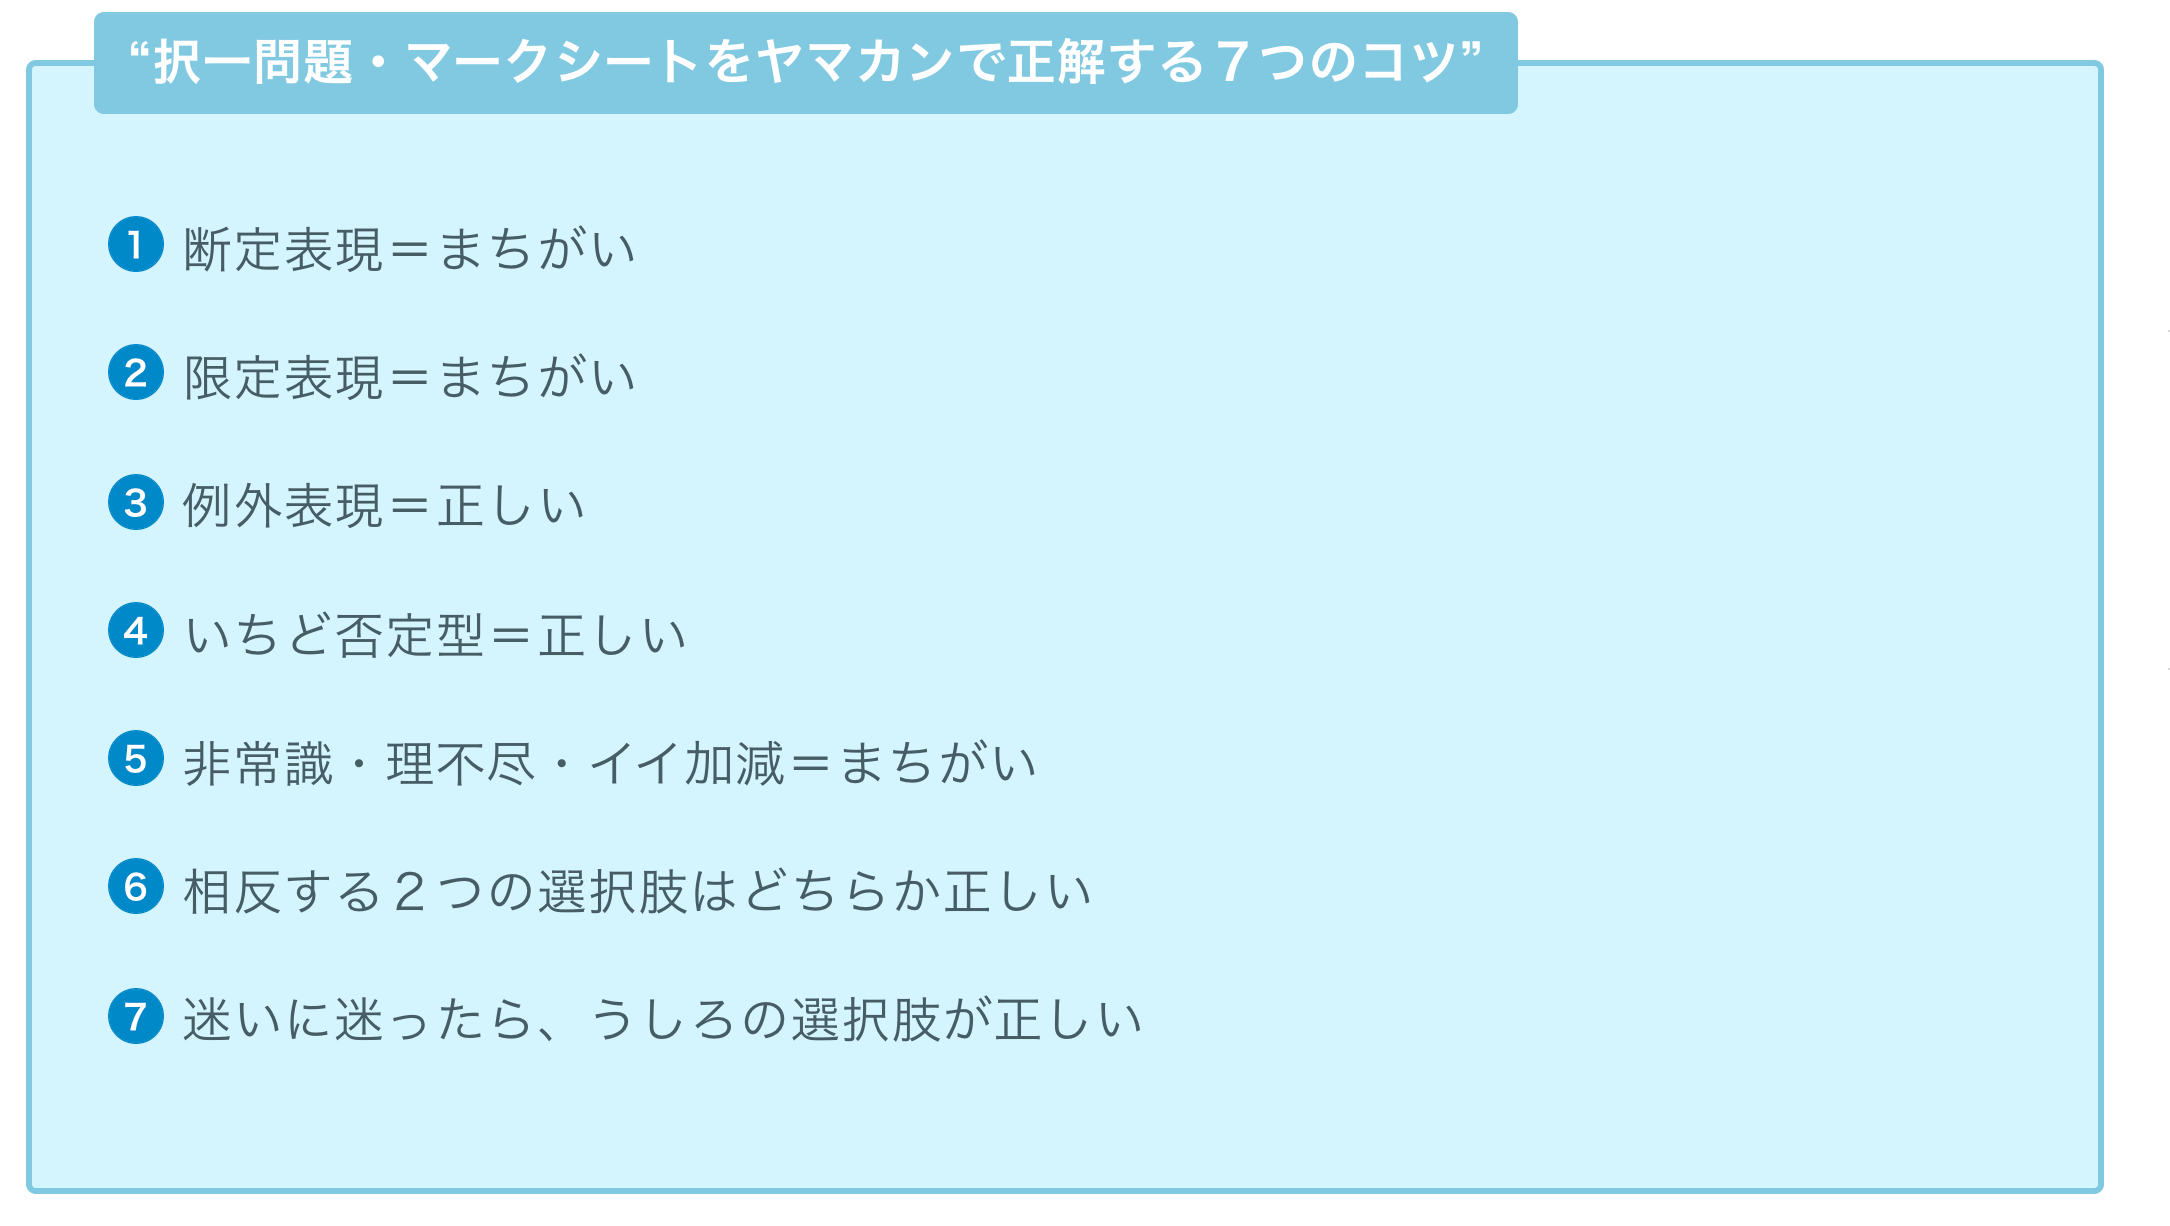 “択一問題・マークシートをヤマカンで正解する７つのコツ”
❶ 断定表現＝まちがい
❷ 限定表現＝まちがい
❸ 例外表現＝正しい
❹ いちど否定型＝正しい
❺ 非常識・理不尽・イイ加減＝まちがい
❻ 相反する２つの選択肢はどちらか正しい
❼ 迷いに迷ったら、うしろの選択肢が正しい